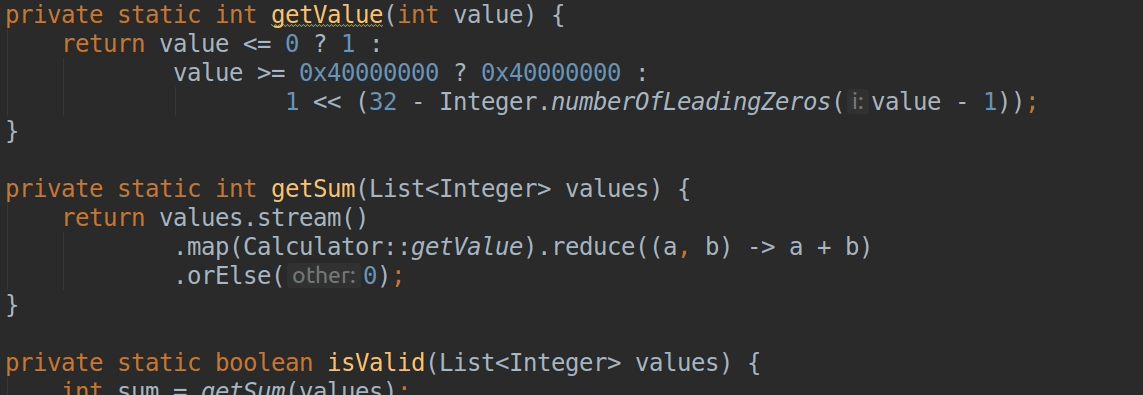 private static int getValue(int value) {
return value <= 0 ? 1 :
value >= 0x40000000 ? 0x40000000 :
1 << (32 - Integer.numberOfLeadingZeros( i: value - 1));
}
private static int getSum(List<Integer> values) {
return values.stream()
.map(Calculator::getValue).reduce((a, b) -> a + b)
.orElse( other: 0);
}
private static boolean isValid(List<Integer> values) {
int sum = getSum(values);